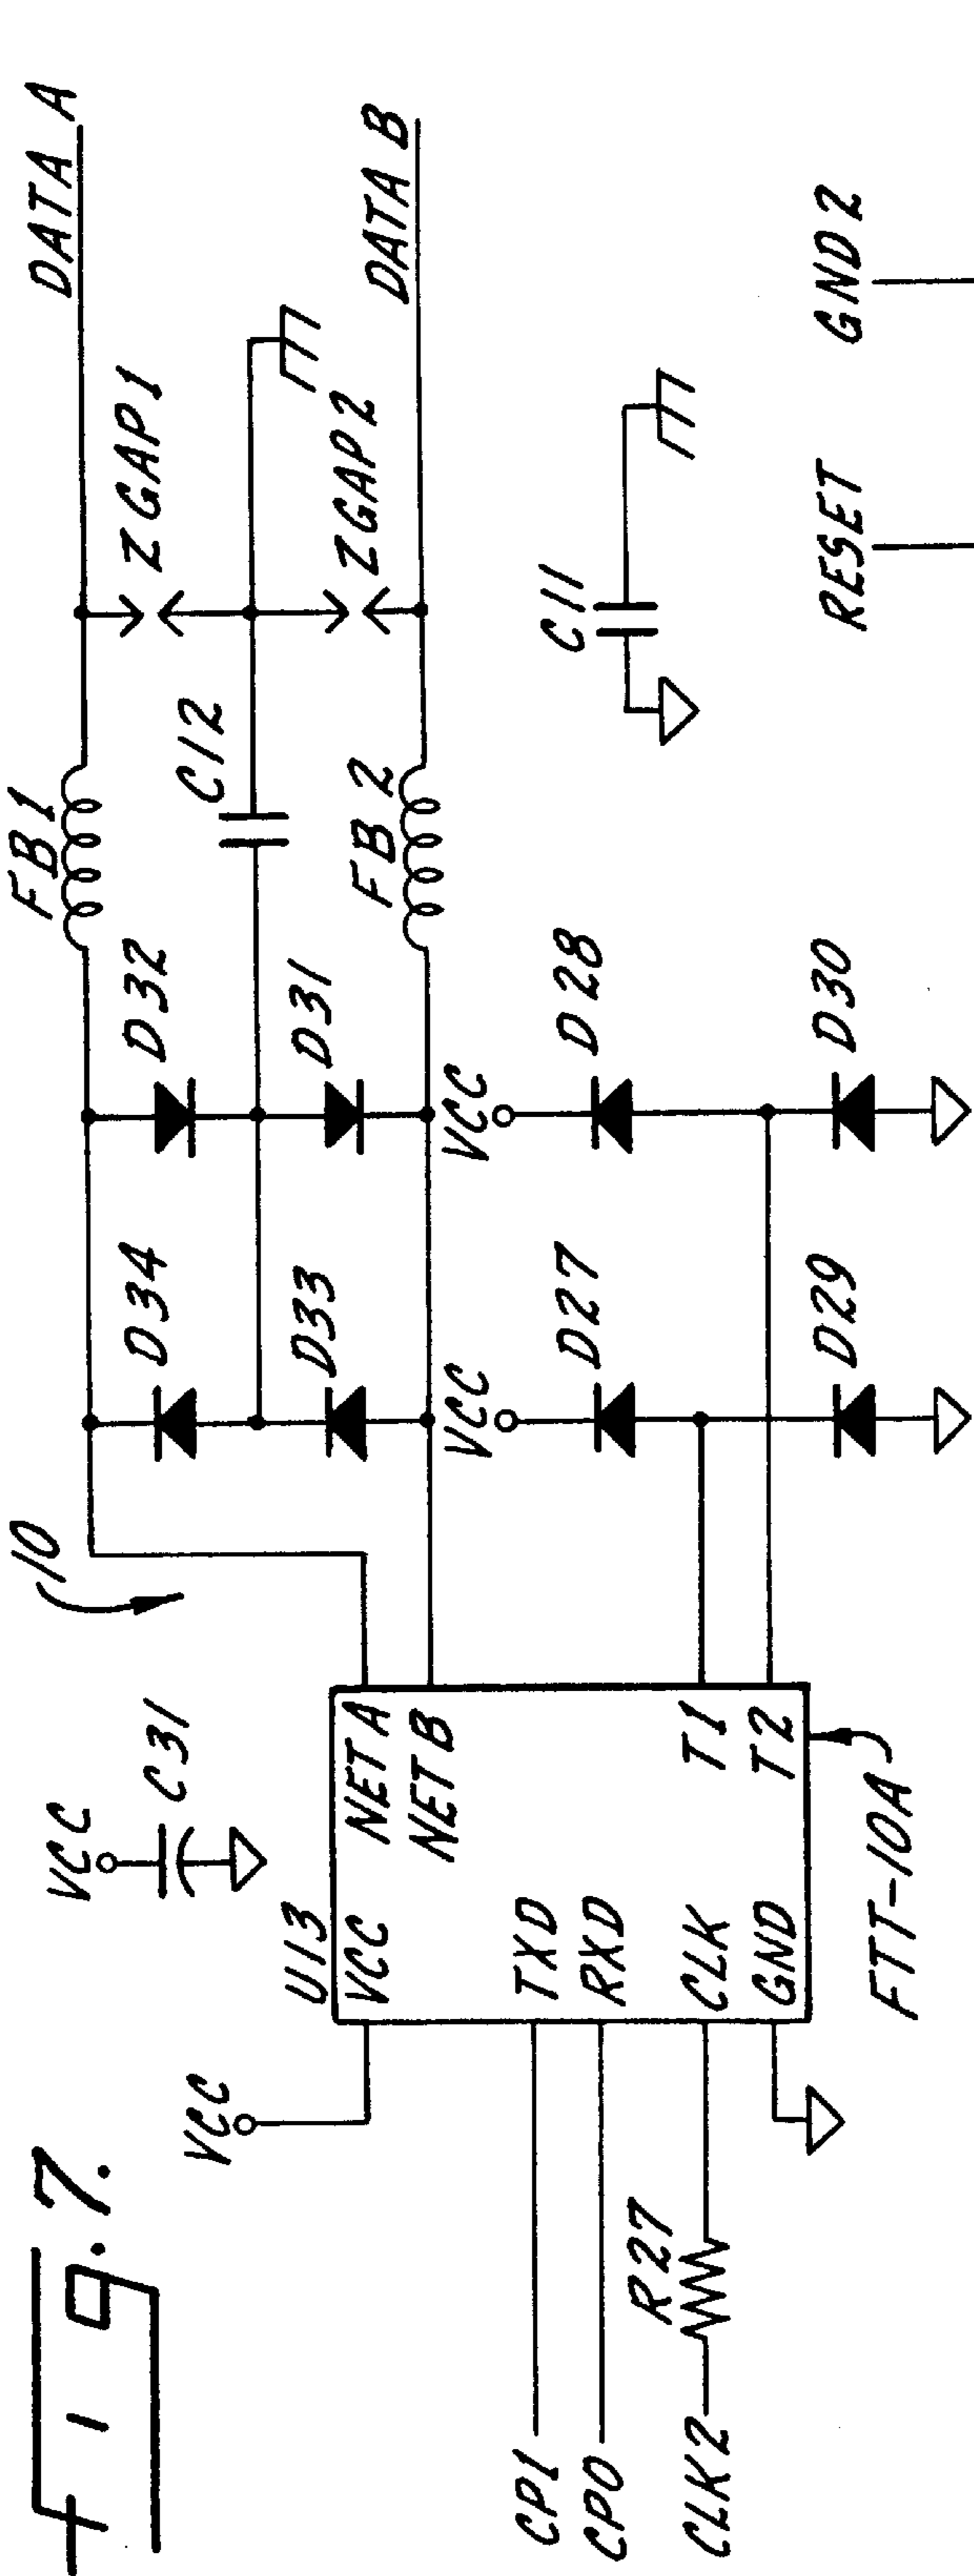 Fig. 7.
10
VCC
C31
VCC
U13
VCC
NETA
NETB
TXD
RXD
CLK
GND
T1
T2
FTT-10A
CP1
CP0
CLK2
R27
D34
D32
D33
D31
FB1
C12
FB2
ZGAP1
ZGAP2
DATA A
DATA B
VCC
D27
VCC
D28
D29
D30
C11
RESET
GND2